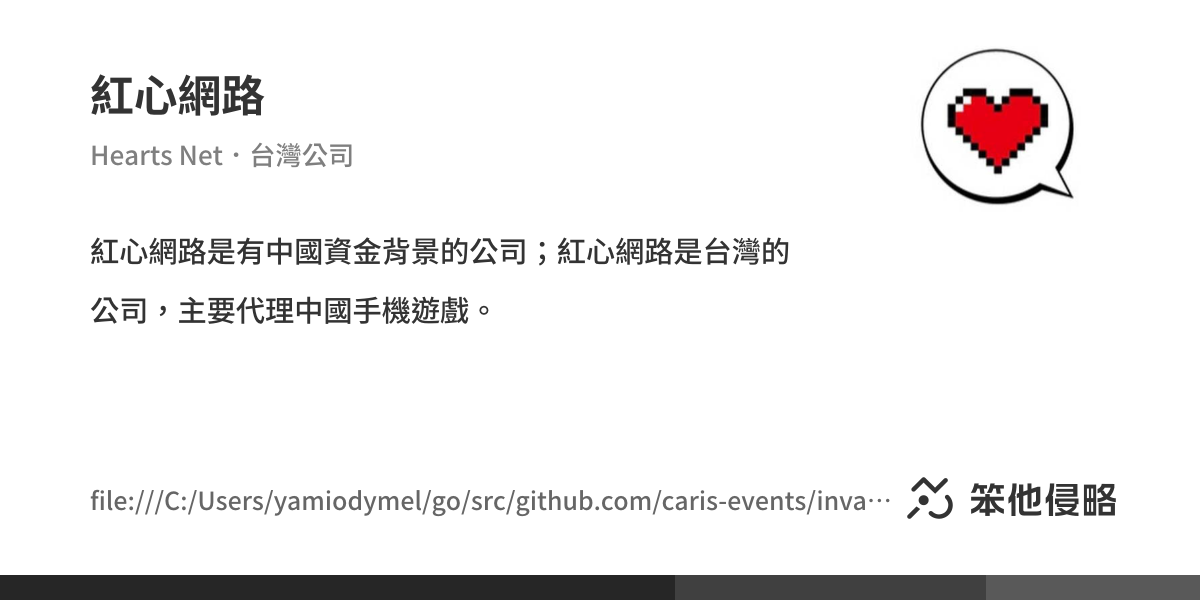 紅心網路
Hearts Net・台灣公司
紅心網路是有中國資金背景的公司；紅心網路是台灣的
公司，主要代理中國手機遊戲。
file:///C:/Users/yamiodymel/go/src/github.com/caris-events/inva…
笨他侵略